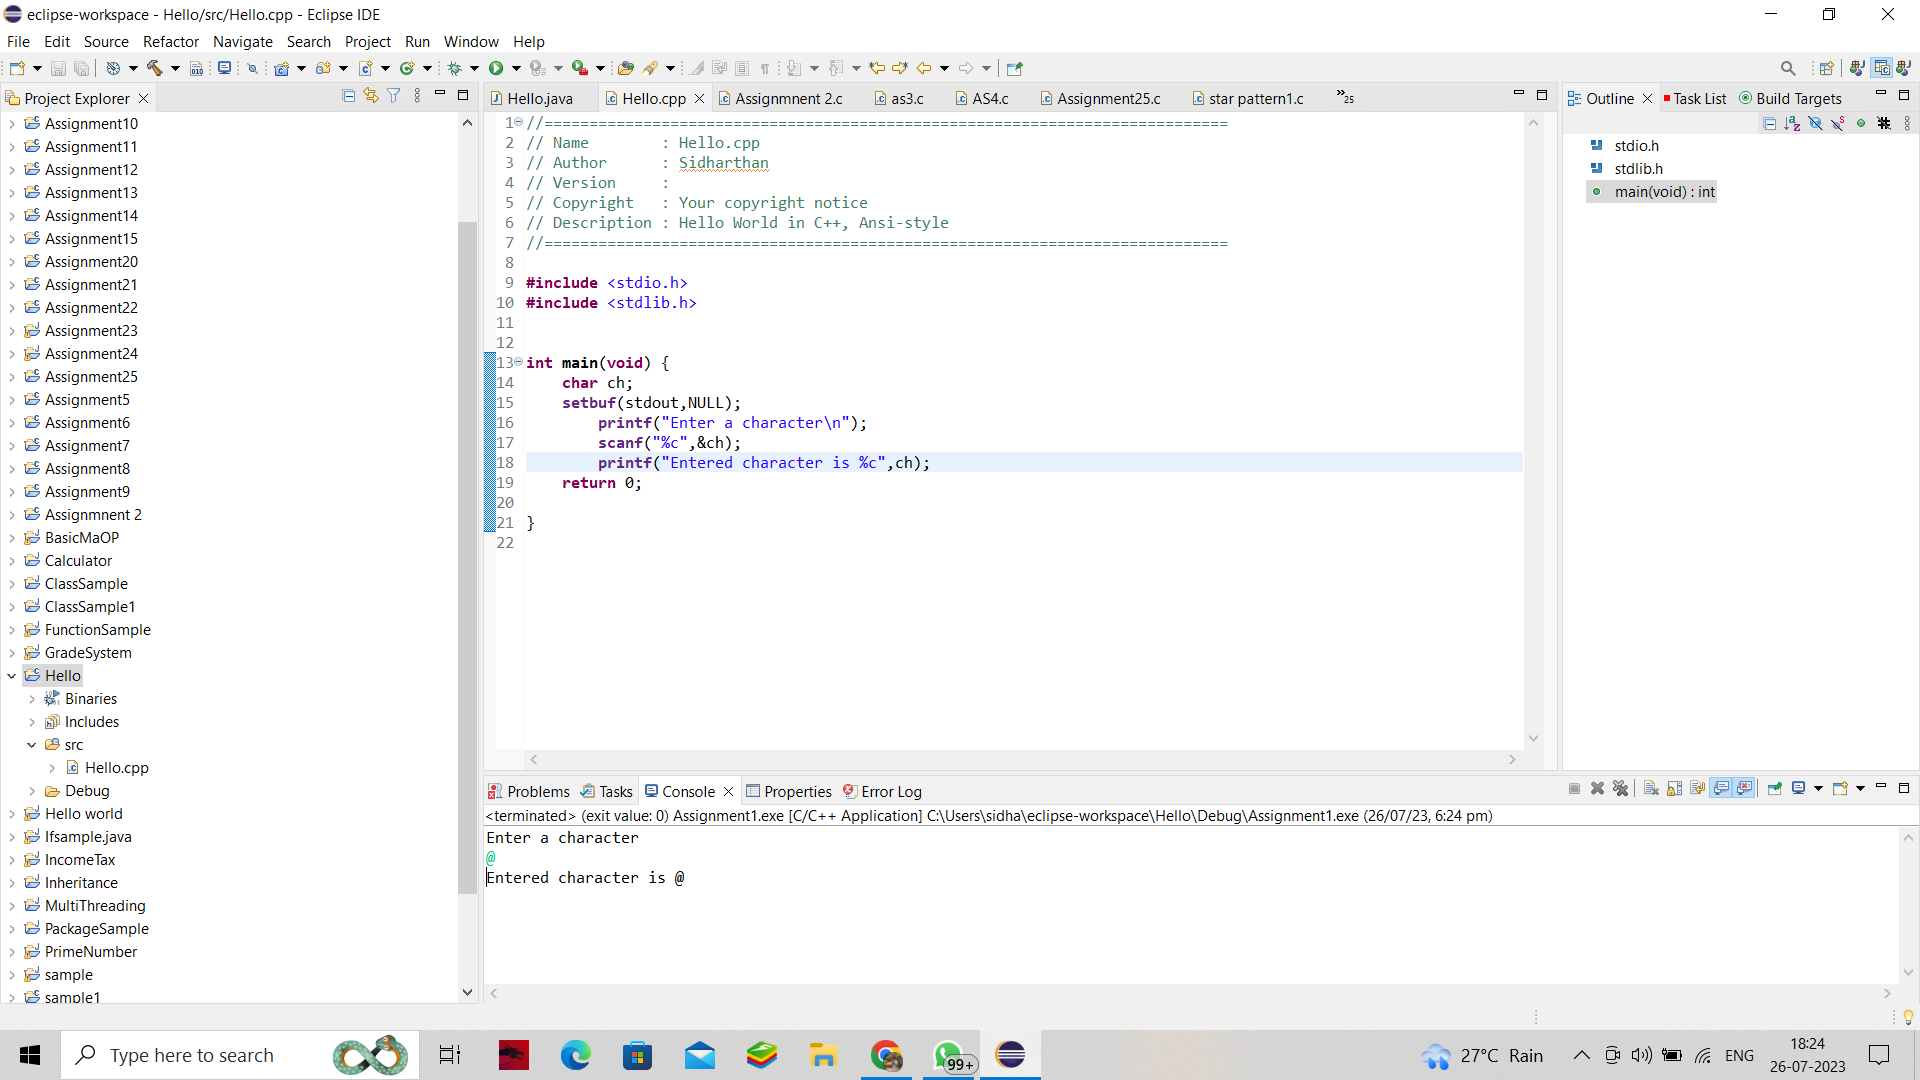 eclipse-workspace - Hello/src/Hello.cpp - Eclipse IDE
File Edit Source Refactor Navigate Search Project Run Window Help
Project Explorer
Assignment10
Assignment11
Assignment12
Assignment13
Assignment14
Assignment15
Assignment20
Assignment21
Assignment22
Assignment23
Assignment24
Assignment25
Assignment5
Assignment6
Assignment7
Assignment8
Assignment9
Assignmnent 2
BasicMaOP
Calculator
ClassSample
ClassSample1
FunctionSample
GradeSystem
Hello
Binaries
Includes
src
Hello.cpp
Debug
Hello world
Ifsample.java
IncomeTax
Inheritance
MultiThreading
PackageSample
PrimeNumber
sample
sample1
Hello.java Hello.cpp Assignmnent 2.c as3.c AS4.c Assignment25.c star pattern1.c »25
1 //============================================================================
2 // Name        : Hello.cpp
3 // Author      : Sidharthan
4 // Version     :
5 // Copyright   : Your copyright notice
6 // Description : Hello World in C++, Ansi-style
7 //============================================================================
8
9 #include <stdio.h>
10 #include <stdlib.h>
11
12
13 int main(void) {
14     char ch;
15     setbuf(stdout,NULL);
16         printf("Enter a character\n");
17         scanf("%c",&ch);
18         printf("Entered character is %c",ch);
19     return 0;
20
21 }
22
Outline Task List Build Targets
stdio.h
stdlib.h
main(void) : int
Problems Tasks Console Properties Error Log
<terminated> (exit value: 0) Assignment1.exe [C/C++ Application] C:\Users\sidha\eclipse-workspace\Hello\Debug\Assignment1.exe (26/07/23, 6:24 pm)
Enter a character
@
Entered character is @
Type here to search
99+
27°C Rain
ENG
18:24
26-07-2023